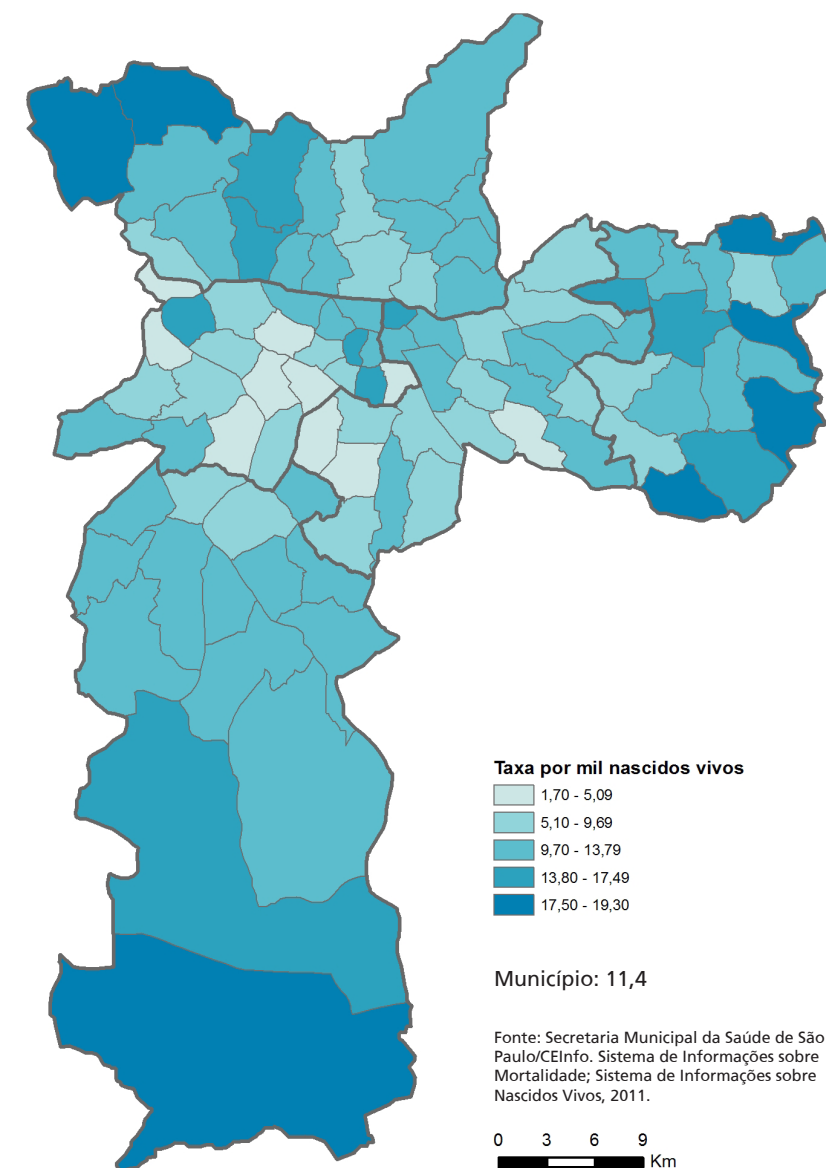 Taxa por mil nascidos vivos
1,70 - 5,09
5,10 - 9,69
9,70 - 13,79
13,80 - 17,49
17,50 - 19,30
Município: 11,4
Fonte: Secretaria Municipal da Saúde de São
Paulo/CEInfo. Sistema de Informações sobre
Mortalidade; Sistema de Informações sobre
Nascidos Vivos, 2011.
0 3 6 9
Km